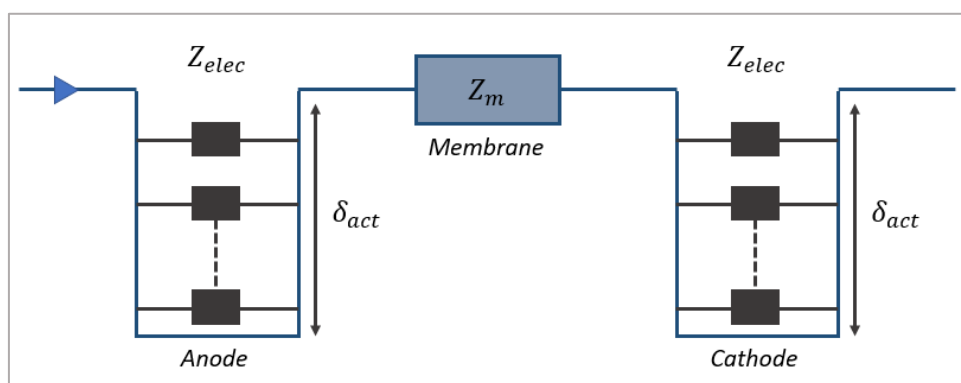 Z_elec
Z_elec
Z_m
Membrane
δ_act
δ_act
Anode
Cathode